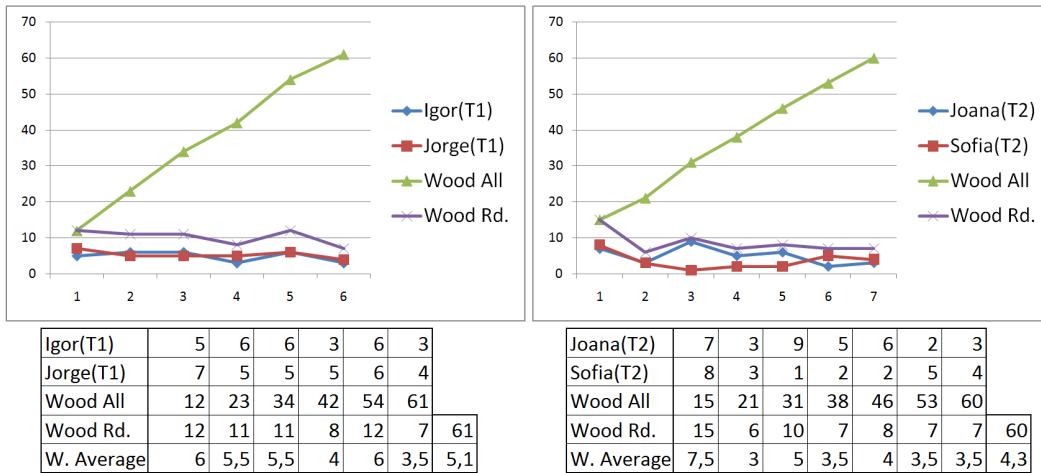 70
60
50
40
30
20
10
0
1 2 3 4 5 6
Igor(T1)
Jorge(T1)
Wood All
Wood Rd.
Igor(T1) 5 6 6 3 6 3
Jorge(T1) 7 5 5 5 6 4
Wood All 12 23 34 42 54 61
Wood Rd. 12 11 11 8 12 7 61
W. Average 6 5,5 5,5 4 6 3,5 5,1
70
60
50
40
30
20
10
0
1 2 3 4 5 6 7
Joana(T2)
Sofia(T2)
Wood All
Wood Rd.
Joana(T2) 7 3 9 5 6 2 3
Sofia(T2) 8 3 1 2 2 5 4
Wood All 15 21 31 38 46 53 60
Wood Rd. 15 6 10 7 8 7 7 60
W. Average 7,5 3 5 3,5 4 3,5 3,5 4,3